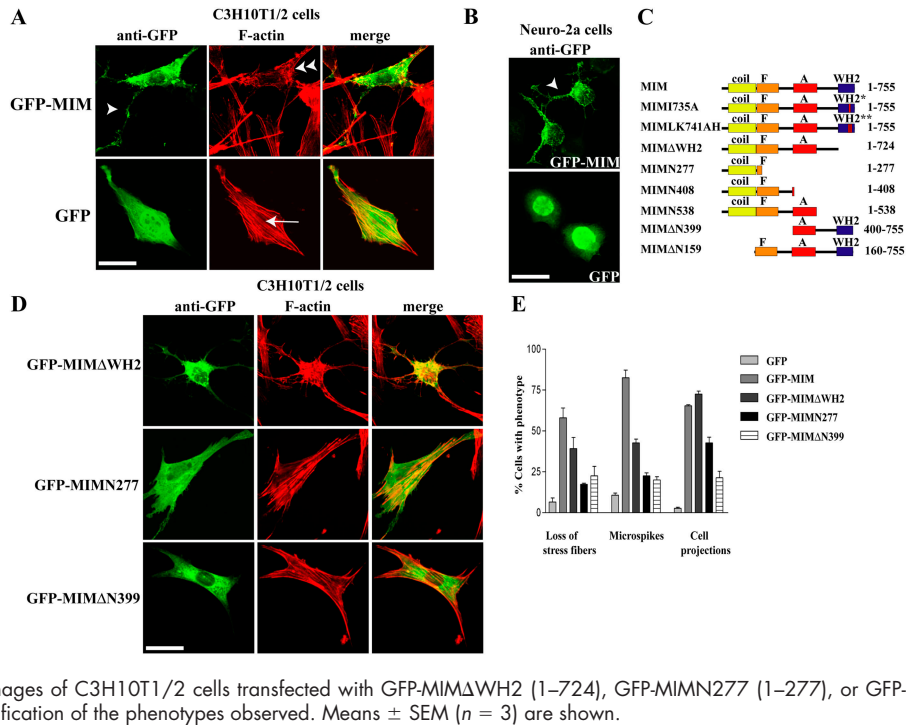 A
C3H10T1/2 cells
anti-GFP F-actin merge
GFP-MIM
GFP
B
Neuro-2a cells
anti-GFP
GFP-MIM
GFP
C
coil F A WH2
MIM 1-755
WH2*
MIMI735A 1-755
WH2**
MIMLK741AH 1-755
coil F A
MIMΔWH2 1-724
coil F
MIMN277 1-277
coil F
MIMN408 1-408
coil F A
MIMN538 1-538
A WH2
MIMΔN399 400-755
F A WH2
MIMΔN159 160-755
D
C3H10T1/2 cells
anti-GFP F-actin merge
GFP-MIMΔWH2
GFP-MIMN277
GFP-MIMΔN399
E
% Cells with phenotype
100
75
50
25
0
Loss of stress fibers
Microspikes
Cell projections
GFP
GFP-MIM
GFP-MIMΔWH2
GFP-MIMN277
GFP-MIMΔN399
nages of C3H10T1/2 cells transfected with GFP-MIMΔWH2 (1–724), GFP-MIMN277 (1–277), or GFP-
ification of the phenotypes observed. Means ± SEM (n = 3) are shown.